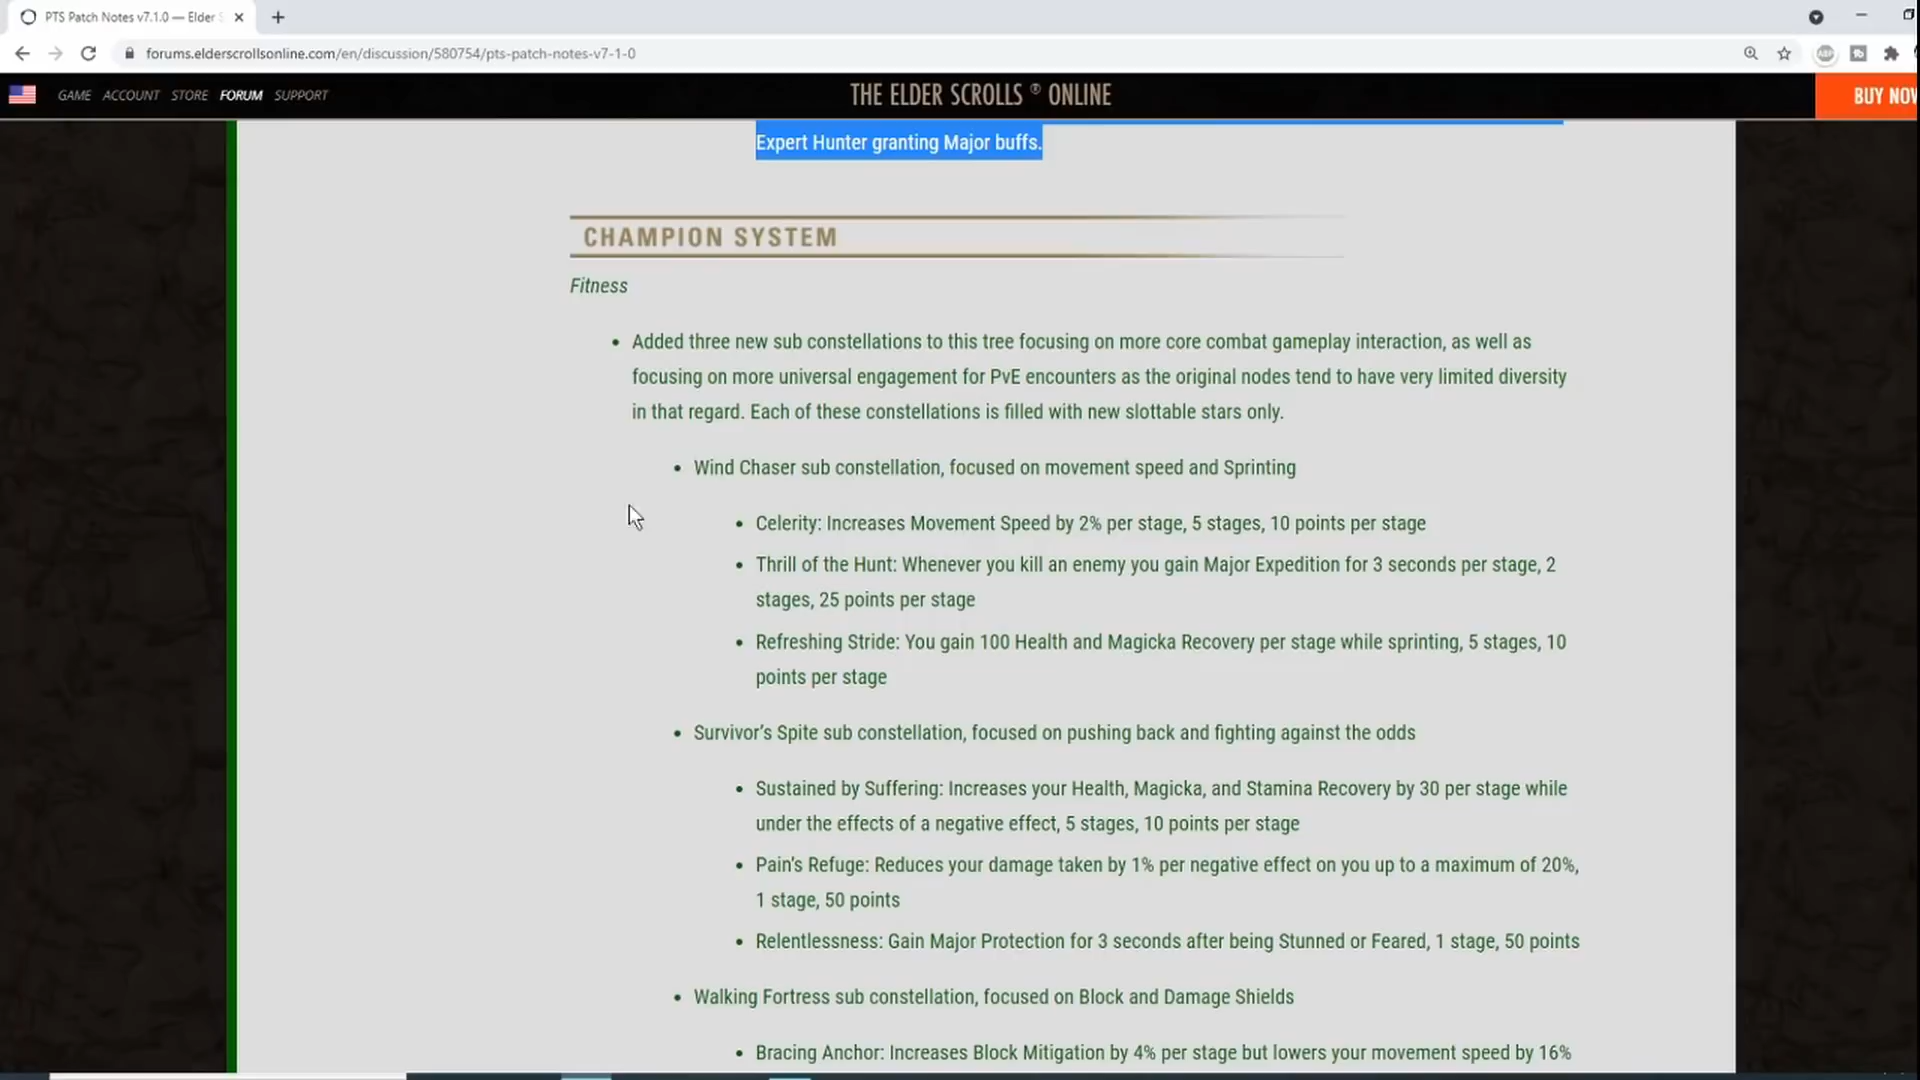 PTS Patch Notes v7.1.0 — Elder
forums.elderscrollsonline.com/en/discussion/580754/pts-patch-notes-v7-1-0
GAME ACCOUNT STORE FORUM SUPPORT
THE ELDER SCROLLS ® ONLINE
BUY NOW
Expert Hunter granting Major buffs.
CHAMPION SYSTEM
Fitness
Added three new sub constellations to this tree focusing on more core combat gameplay interaction, as well as
focusing on more universal engagement for PvE encounters as the original nodes tend to have very limited diversity
in that regard. Each of these constellations is filled with new slottable stars only.
Wind Chaser sub constellation, focused on movement speed and Sprinting
Celerity: Increases Movement Speed by 2% per stage, 5 stages, 10 points per stage
Thrill of the Hunt: Whenever you kill an enemy you gain Major Expedition for 3 seconds per stage, 2
stages, 25 points per stage
Refreshing Stride: You gain 100 Health and Magicka Recovery per stage while sprinting, 5 stages, 10
points per stage
Survivor’s Spite sub constellation, focused on pushing back and fighting against the odds
Sustained by Suffering: Increases your Health, Magicka, and Stamina Recovery by 30 per stage while
under the effects of a negative effect, 5 stages, 10 points per stage
Pain’s Refuge: Reduces your damage taken by 1% per negative effect on you up to a maximum of 20%,
1 stage, 50 points
Relentlessness: Gain Major Protection for 3 seconds after being Stunned or Feared, 1 stage, 50 points
Walking Fortress sub constellation, focused on Block and Damage Shields
Bracing Anchor: Increases Block Mitigation by 4% per stage but lowers your movement speed by 16%